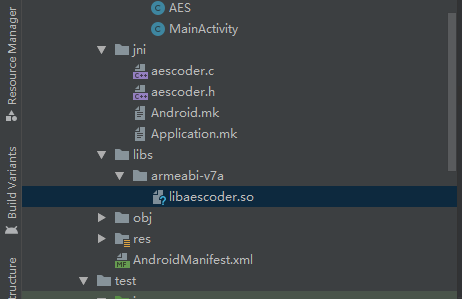 Resource Manager
Build Variants
ructure
AES
MainActivity
jni
aescoder.c
aescoder.h
Android.mk
Application.mk
libs
armeabi-v7a
libaescoder.so
obj
res
AndroidManifest.xml
test